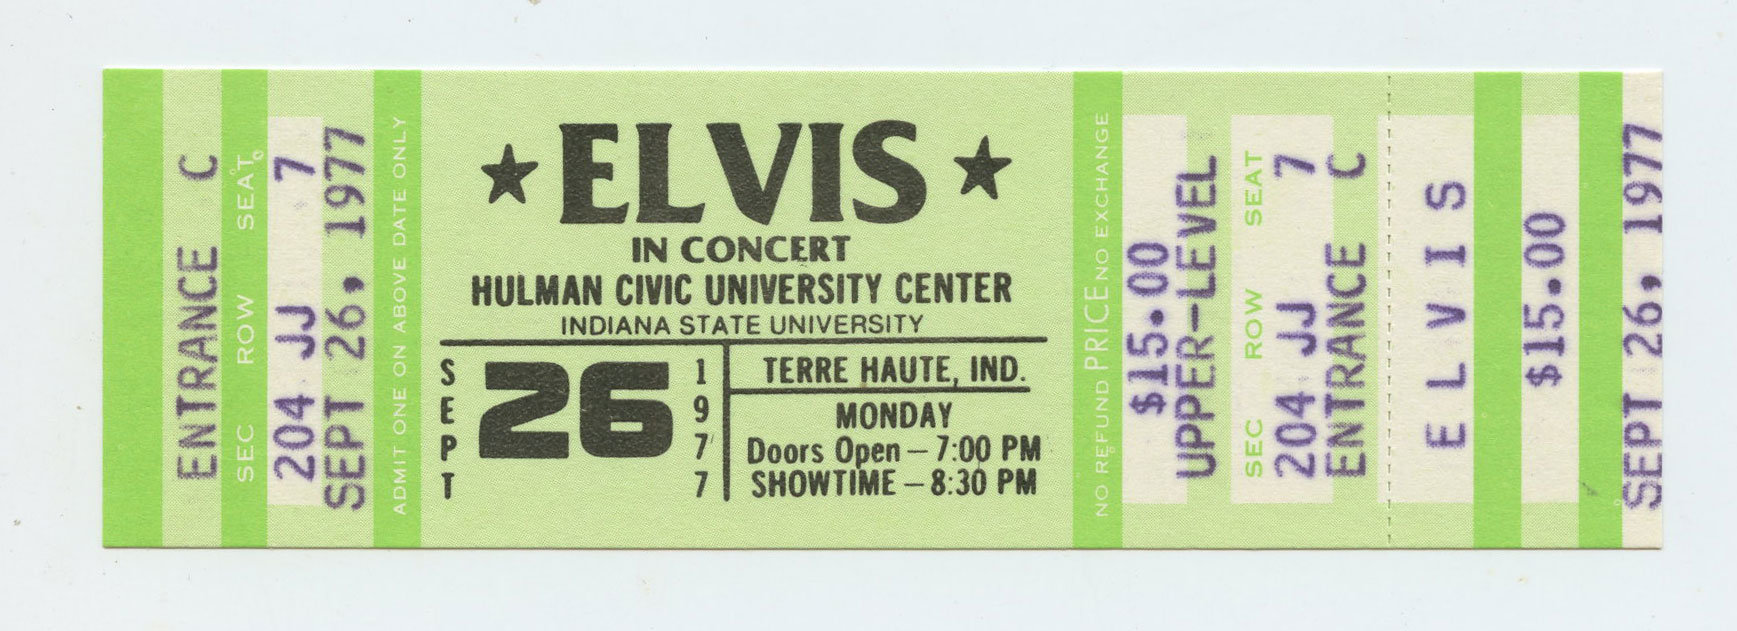 ENTRANCE C
SEC ROW SEAT
204 JJ 7
SEPT 26, 1977
ADMIT ONE ON ABOVE DATE ONLY
★ ELVIS ★
IN CONCERT
HULMAN CIVIC UNIVERSITY CENTER
INDIANA STATE UNIVERSITY
SEPT 26 1977
TERRE HAUTE, IND.
MONDAY
Doors Open – 7:00 PM
SHOWTIME – 8:30 PM
NO REFUND PRICE NO EXCHANGE
$15.00
UPPER-LEVEL
SEC ROW SEAT
204 JJ 7
ENTRANCE C
ELVIS
$15.00
SEPT 26, 1977